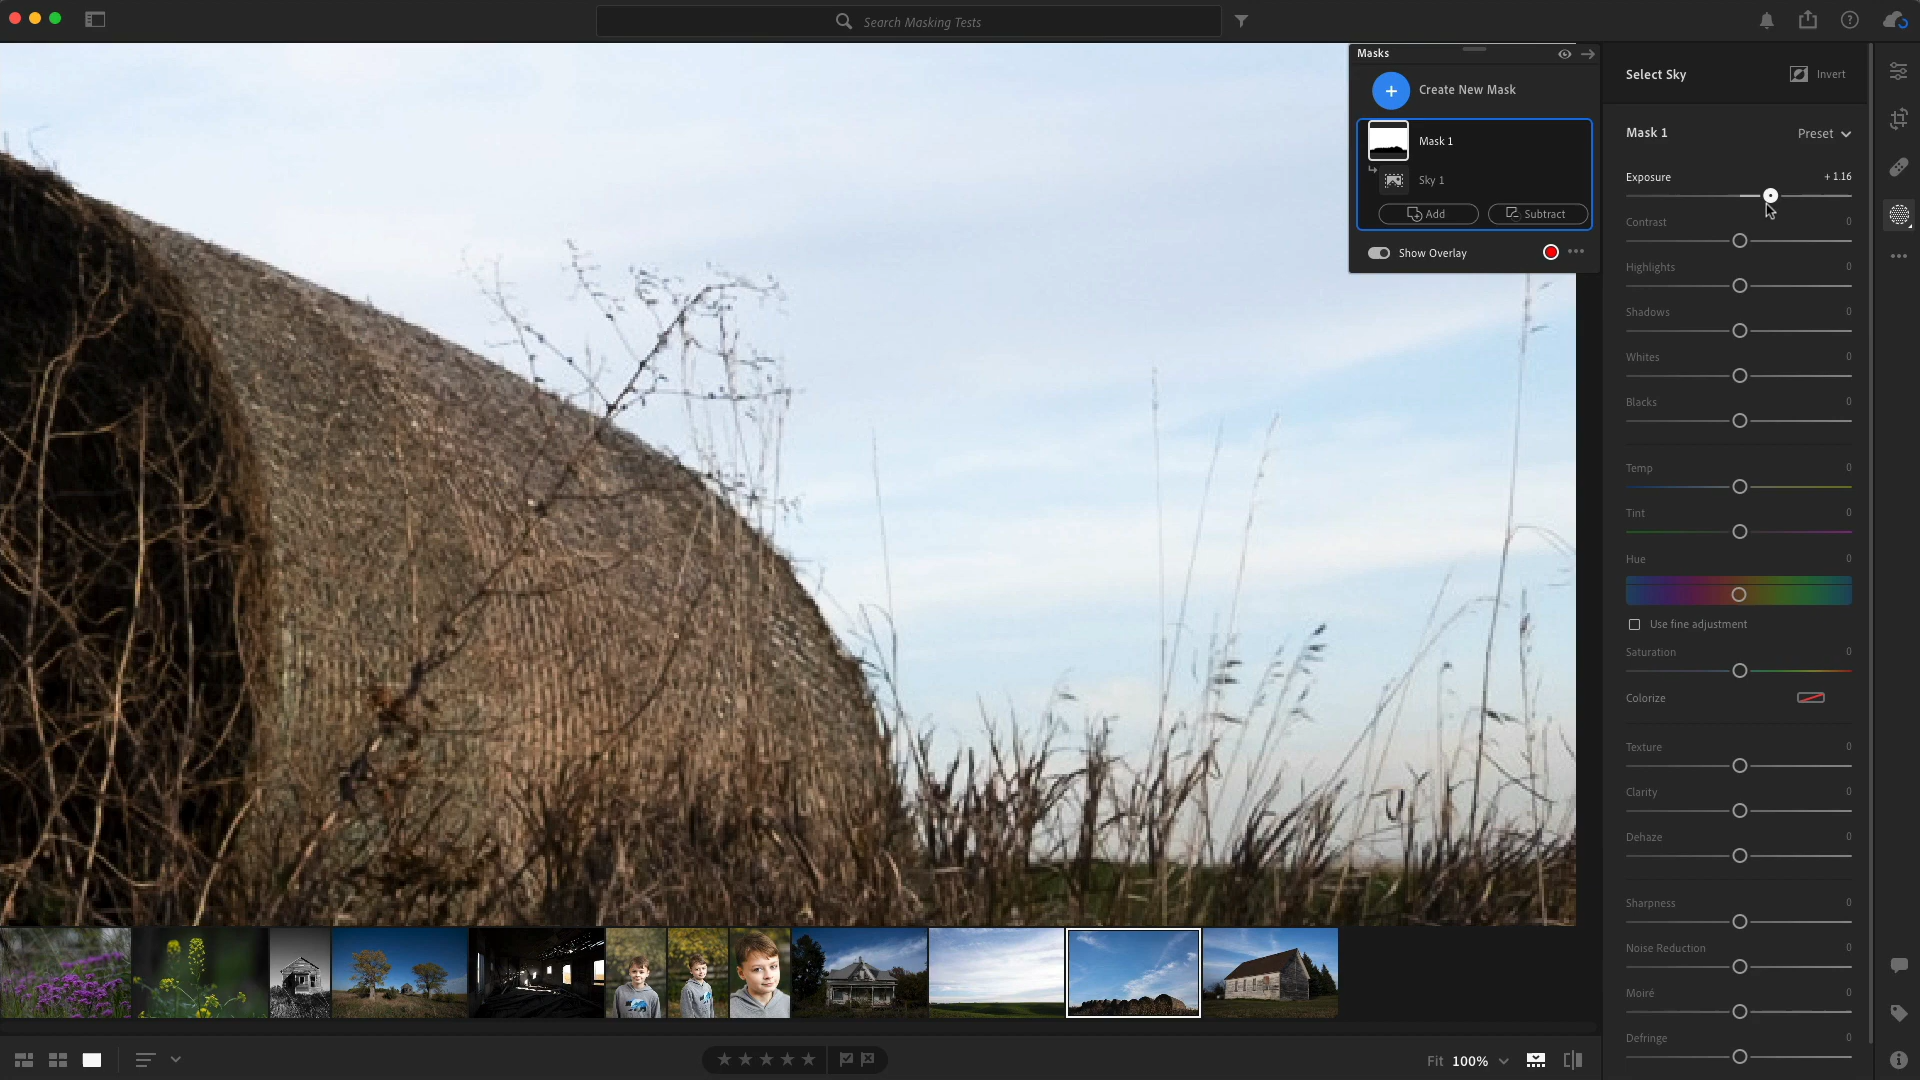 Search Masking Tests
Masks
Create New Mask
Mask 1
Sky 1
Add
Subtract
Show Overlay
Select Sky
Invert
Mask 1
Preset
Exposure
+ 1.16
Contrast
0
Highlights
0
Shadows
0
Whites
0
Blacks
0
Temp
0
Tint
0
Hue
0
Use fine adjustment
Saturation
0
Colorize
Texture
0
Clarity
0
Dehaze
0
Sharpness
0
Noise Reduction
0
Moiré
0
Defringe
0
Fit
100%